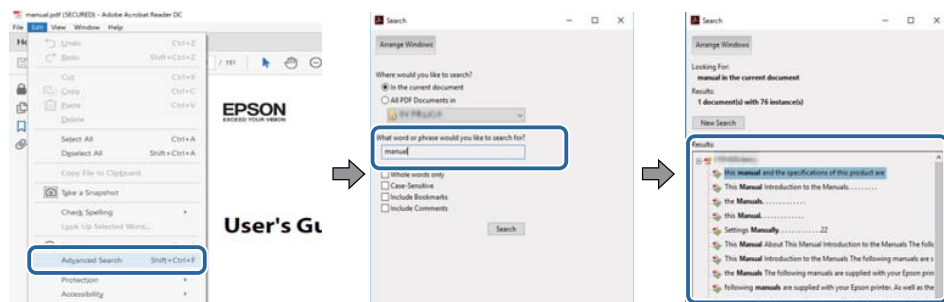 manual.pdf (SECURED) - Adobe Acrobat Reader DC
File Edit View Window Help
Undo Ctrl+Z
Redo Shift+Ctrl+Z
Cut Ctrl+X
Copy Ctrl+C
Paste Ctrl+V
Delete
Select All Ctrl+A
Deselect All Shift+Ctrl+A
Copy File to Clipboard
Take a Snapshot
Check Spelling
Look Up Selected Word...
Advanced Search Shift+Ctrl+F
Protection
Accessibility
/ 191
EPSON
EXCEED YOUR VISION
User's Gu
Search
Arrange Windows
Where would you like to search?
In the current document
All PDF Documents in
What word or phrase would you like to search for?
manual
Whole words only
Case-Sensitive
Include Bookmarks
Include Comments
Search
Search
Arrange Windows
Looking For:
manual in the current document
Results:
1 document(s) with 76 instance(s)
New Search
Results:
this manual and the specifications of this product are
This Manual Introduction to the Manuals. . . . . . . . .
the Manuals. . . . . . . . . . . . .
this Manual. . . . . . . . . . . .
Settings Manually. . . . . . . . . . . . 22
This Manual About This Manual Introduction to the Manuals The follo
This Manual Introduction to the Manuals The following manuals are s
the Manuals The following manuals are supplied with your Epson prin
following manuals are supplied with your Epson printer. As well as the